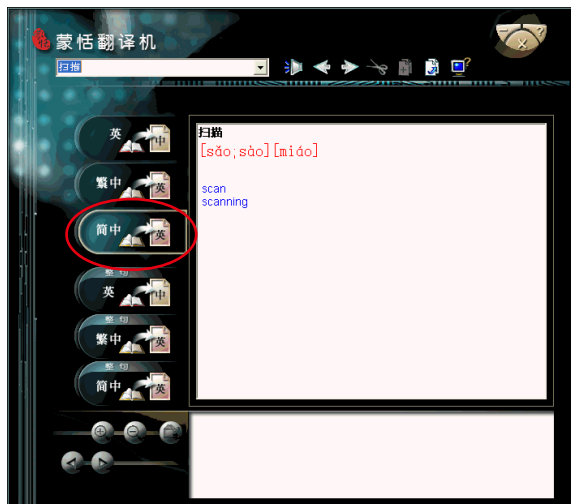 蒙恬翻译机
扫描
英 中
繁中 英
简中 英
整句
英 中
整句
繁中 英
整句
简中 英
扫描
[sǎo;sào][miáo]
scan
scanning